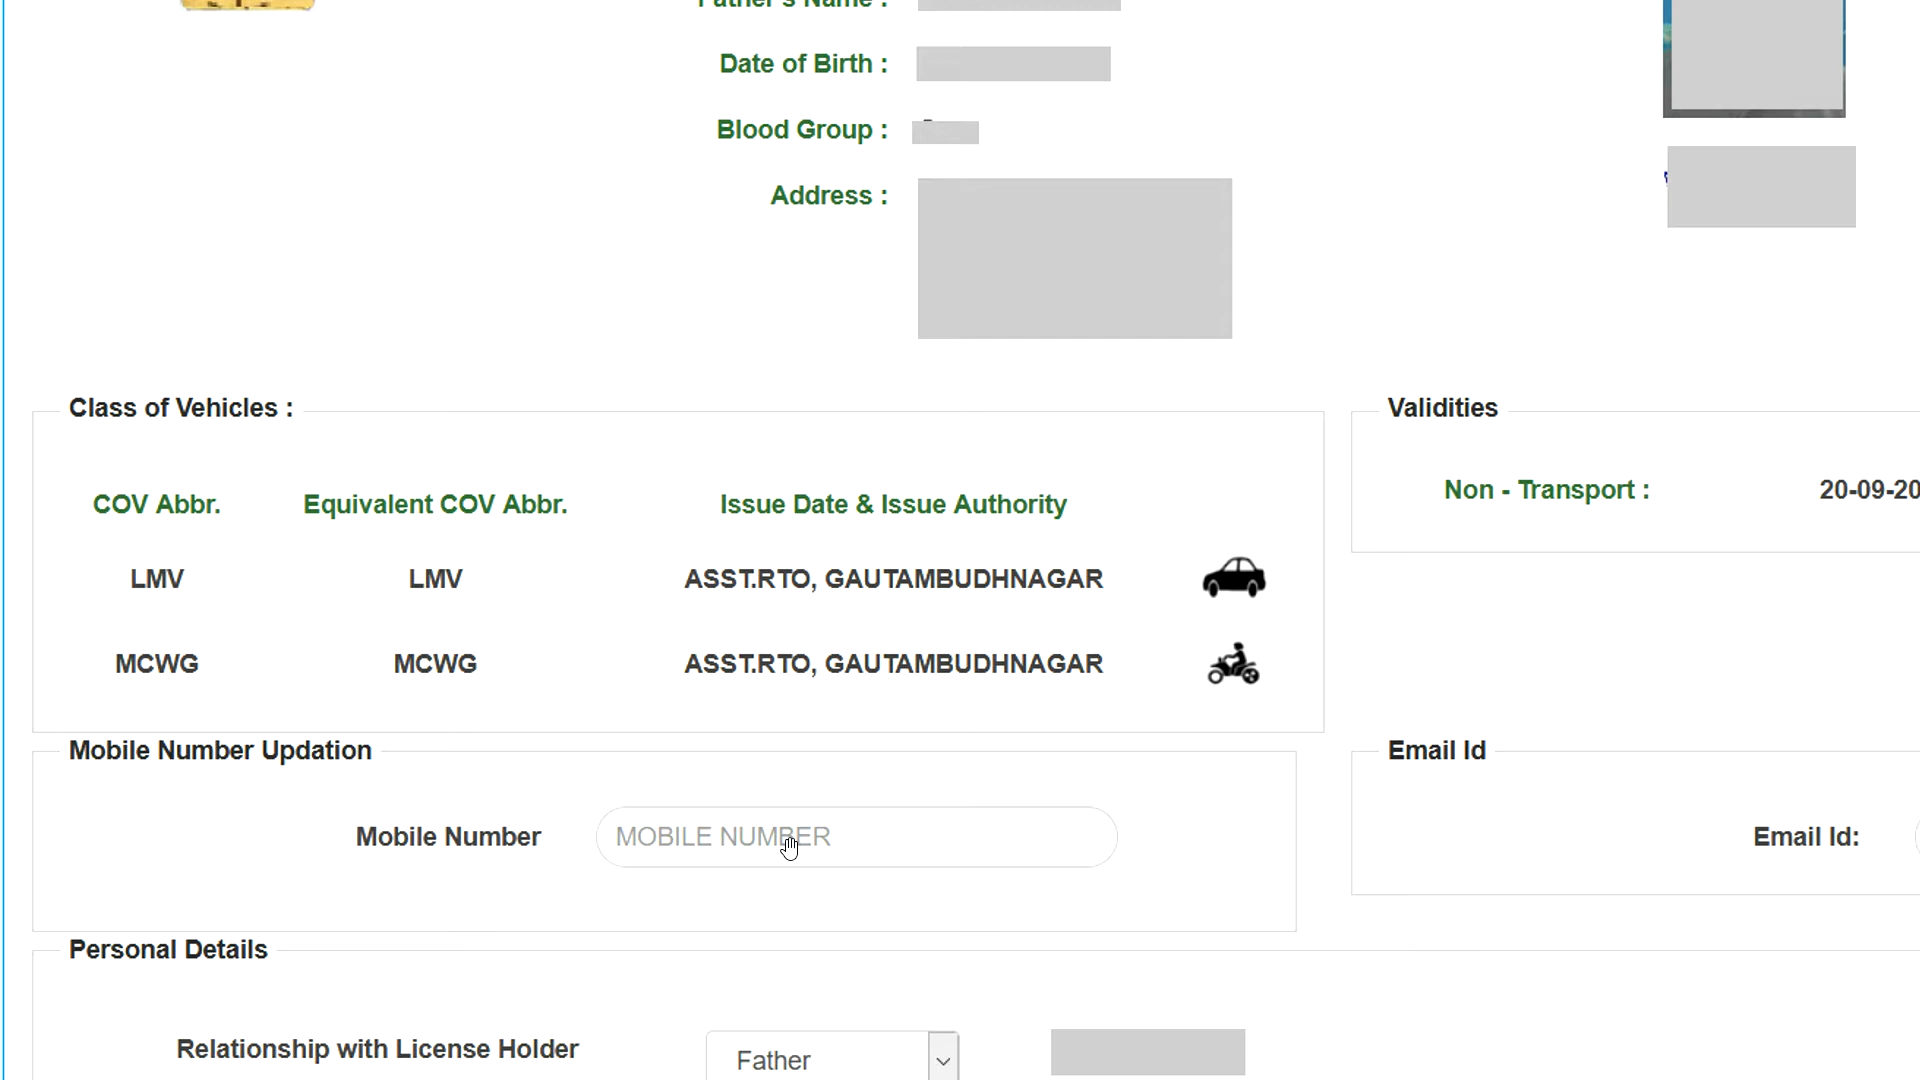 Father's Name :
Date of Birth :
Blood Group :
Address :
Class of Vehicles :
Validities
COV Abbr. Equivalent COV Abbr. Issue Date & Issue Authority
Non - Transport : 20-09-20
LMV LMV ASST.RTO, GAUTAMBUDHNAGAR
MCWG MCWG ASST.RTO, GAUTAMBUDHNAGAR
Mobile Number Updation
Email Id
Mobile Number MOBILE NUMBER
Email Id:
Personal Details
Relationship with License Holder Father